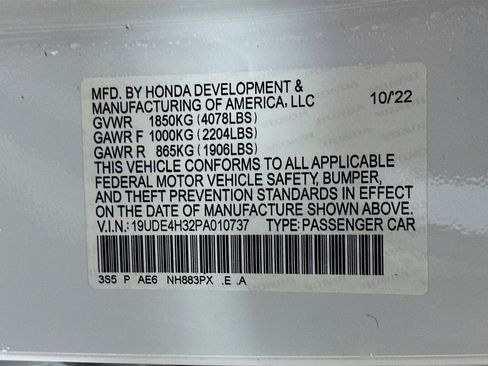 MFD. BY HONDA DEVELOPMENT &
MANUFACTURING OF AMERICA, LLC 10/22
GVWR 1850KG (4078LBS)
GAWR F 1000KG (2204LBS)
GAWR R 865KG (1906LBS)
THIS VEHICLE CONFORMS TO ALL APPLICABLE
FEDERAL MOTOR VEHICLE SAFETY, BUMPER,
AND THEFT PREVENTION STANDARDS IN EFFECT
ON THE DATE OF MANUFACTURE SHOWN ABOVE.
V.I.N.: 19UDE4H32PA010737 TYPE: PASSENGER CAR
3S5 P AE6 NH883PX .E .A